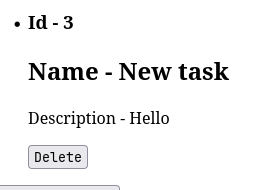 • Id - 3
Name - New task
Description - Hello
Delete